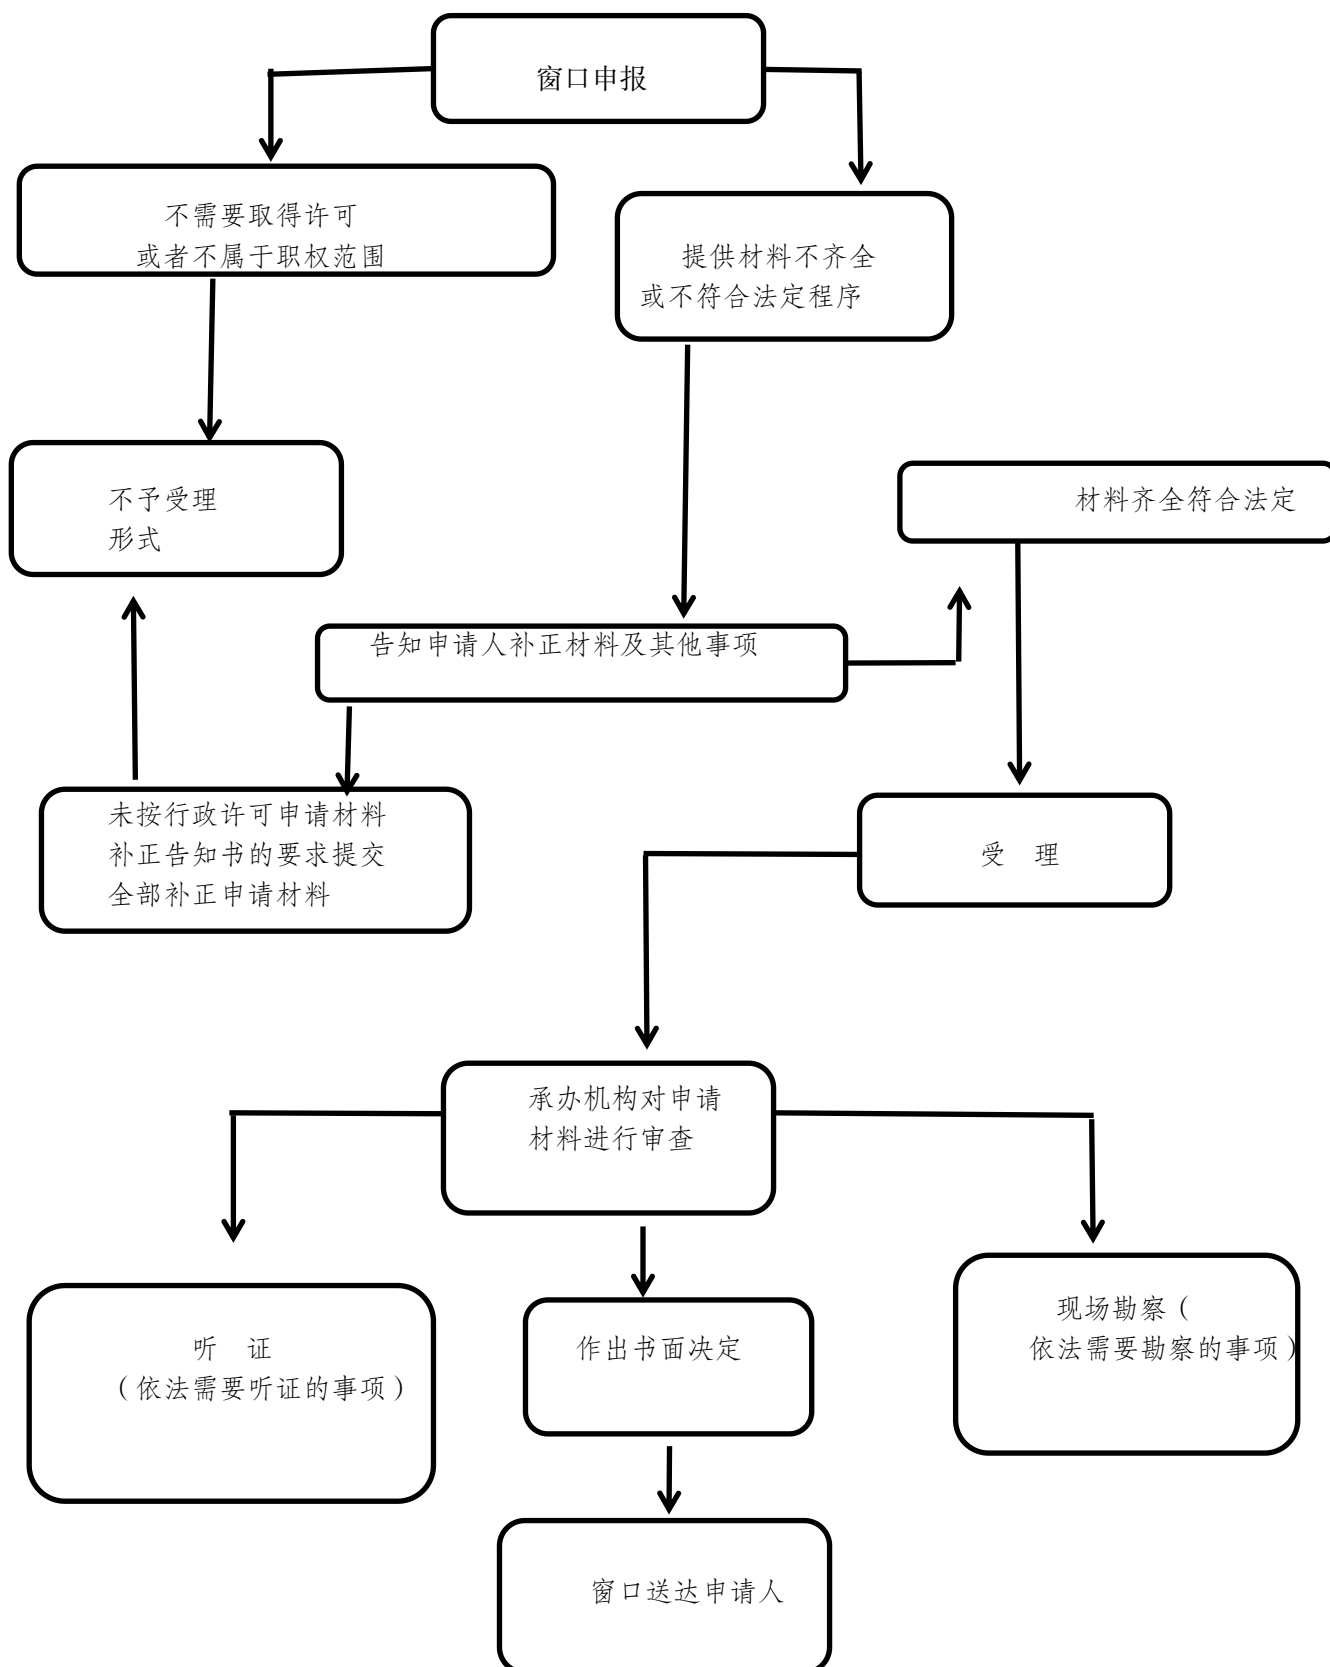 窗口申报
不需要取得许可
或者不属于职权范围
提供材料不齐全
或不符合法定程序
不予受理
形式
材料齐全符合法定
告知申请人补正材料及其他事项
未按行政许可申请材料
补正告知书的要求提交
全部补正申请材料
受 理
承办机构对申请
材料进行审查
听 证
（依法需要听证的事项）
作出书面决定
现场勘察（
依法需要勘察的事项）
窗口送达申请人